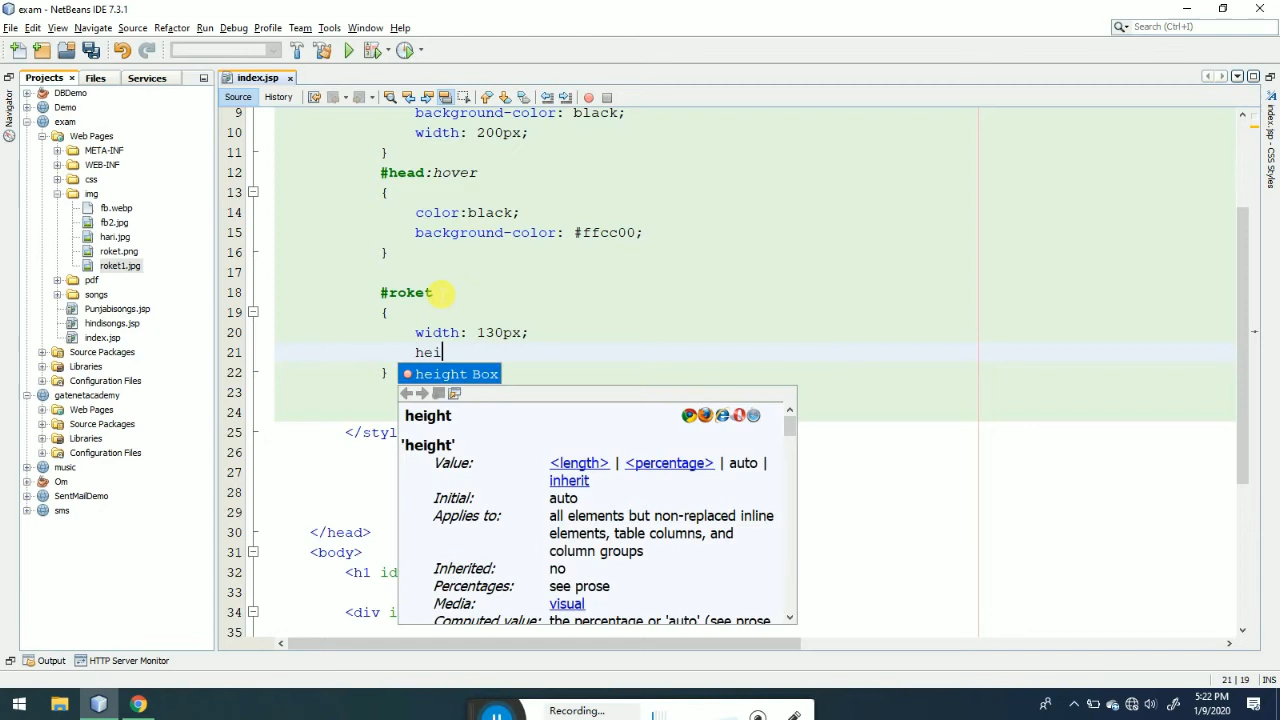 exam - NetBeans IDE 7.3.1
File Edit View Navigate Source Refactor Run Debug Profile Team Tools Window Help
Search (Ctrl+I)
Projects Files Services
index.jsp
Source History
Navigator
DBDemo
Demo
exam
Web Pages
META-INF
WEB-INF
css
img
fb.webp
fb2.jpg
hari.jpg
roket.png
roket1.jpg
pdf
songs
Punjabisongs.jsp
hindisongs.jsp
index.jsp
Source Packages
Libraries
Configuration Files
gatenetacademy
Web Pages
Source Packages
Libraries
Configuration Files
music
Om
SentMailDemo
sms
9 background-color: black;
10 width: 200px;
11 }
12 #head:hover
13 {
14 color:black;
15 background-color: #ffcc00;
16 }
17
18 #roket
19 {
20 width: 130px;
21 hei
22 }
23
24
25 </styl
26
27
28
29
30 </head>
31 <body>
32 <h1 id
33
34 <div i
35
height Box
height
'height'
Value: <length> | <percentage> | auto |
inherit
Initial: auto
Applies to: all elements but non-replaced inline
elements, table columns, and
column groups
Inherited: no
Percentages: see prose
Media: visual
Computed value: the percentage or 'auto' (see prose
index.jsp - CSS Styles
Output HTTP Server Monitor
21 | 19 INS
Recording...
5:22 PM
1/9/2020